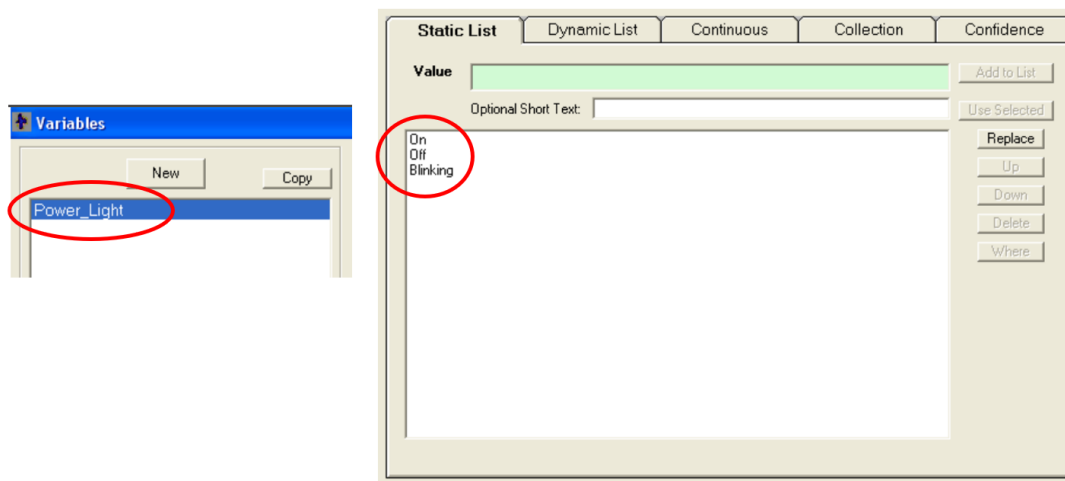 Variables
New
Copy
Power_Light
Static List
Dynamic List
Continuous
Collection
Confidence
Value
Add to List
Optional Short Text:
Use Selected
On
Off
Blinking
Replace
Up
Down
Delete
Where